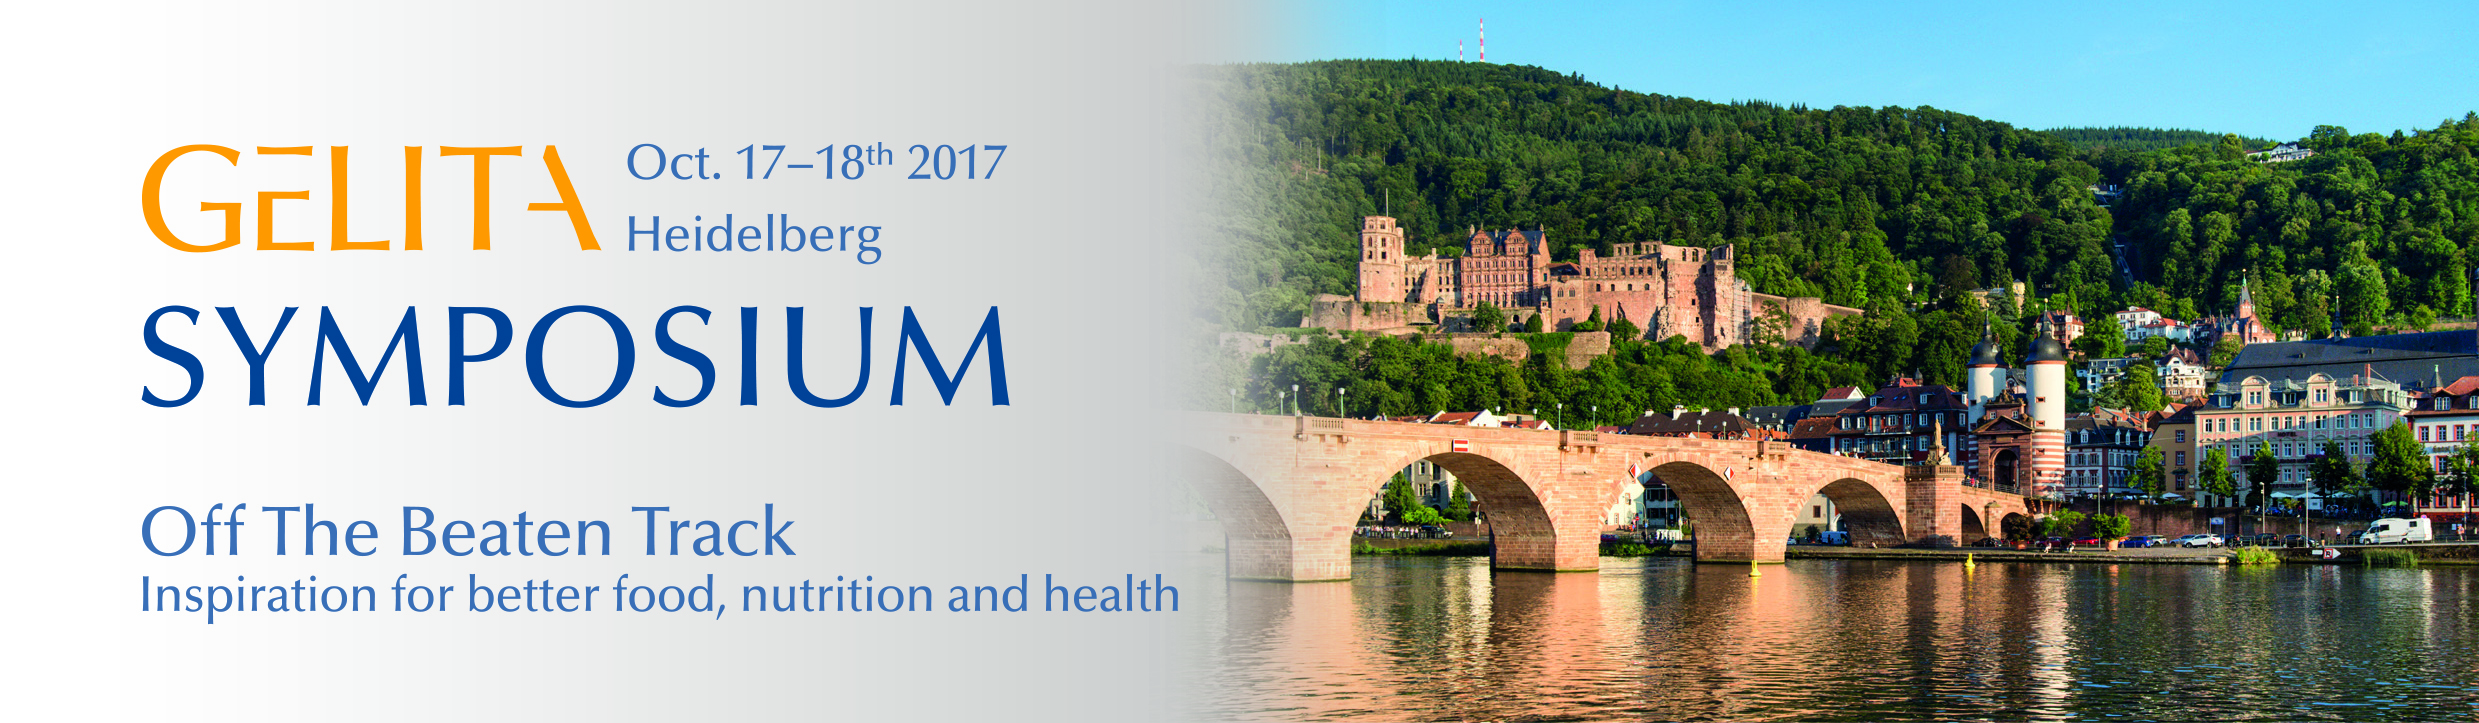 GELITA
Oct. 17–18th 2017
Heidelberg
SYMPOSIUM
Off The Beaten Track
Inspiration for better food, nutrition and health